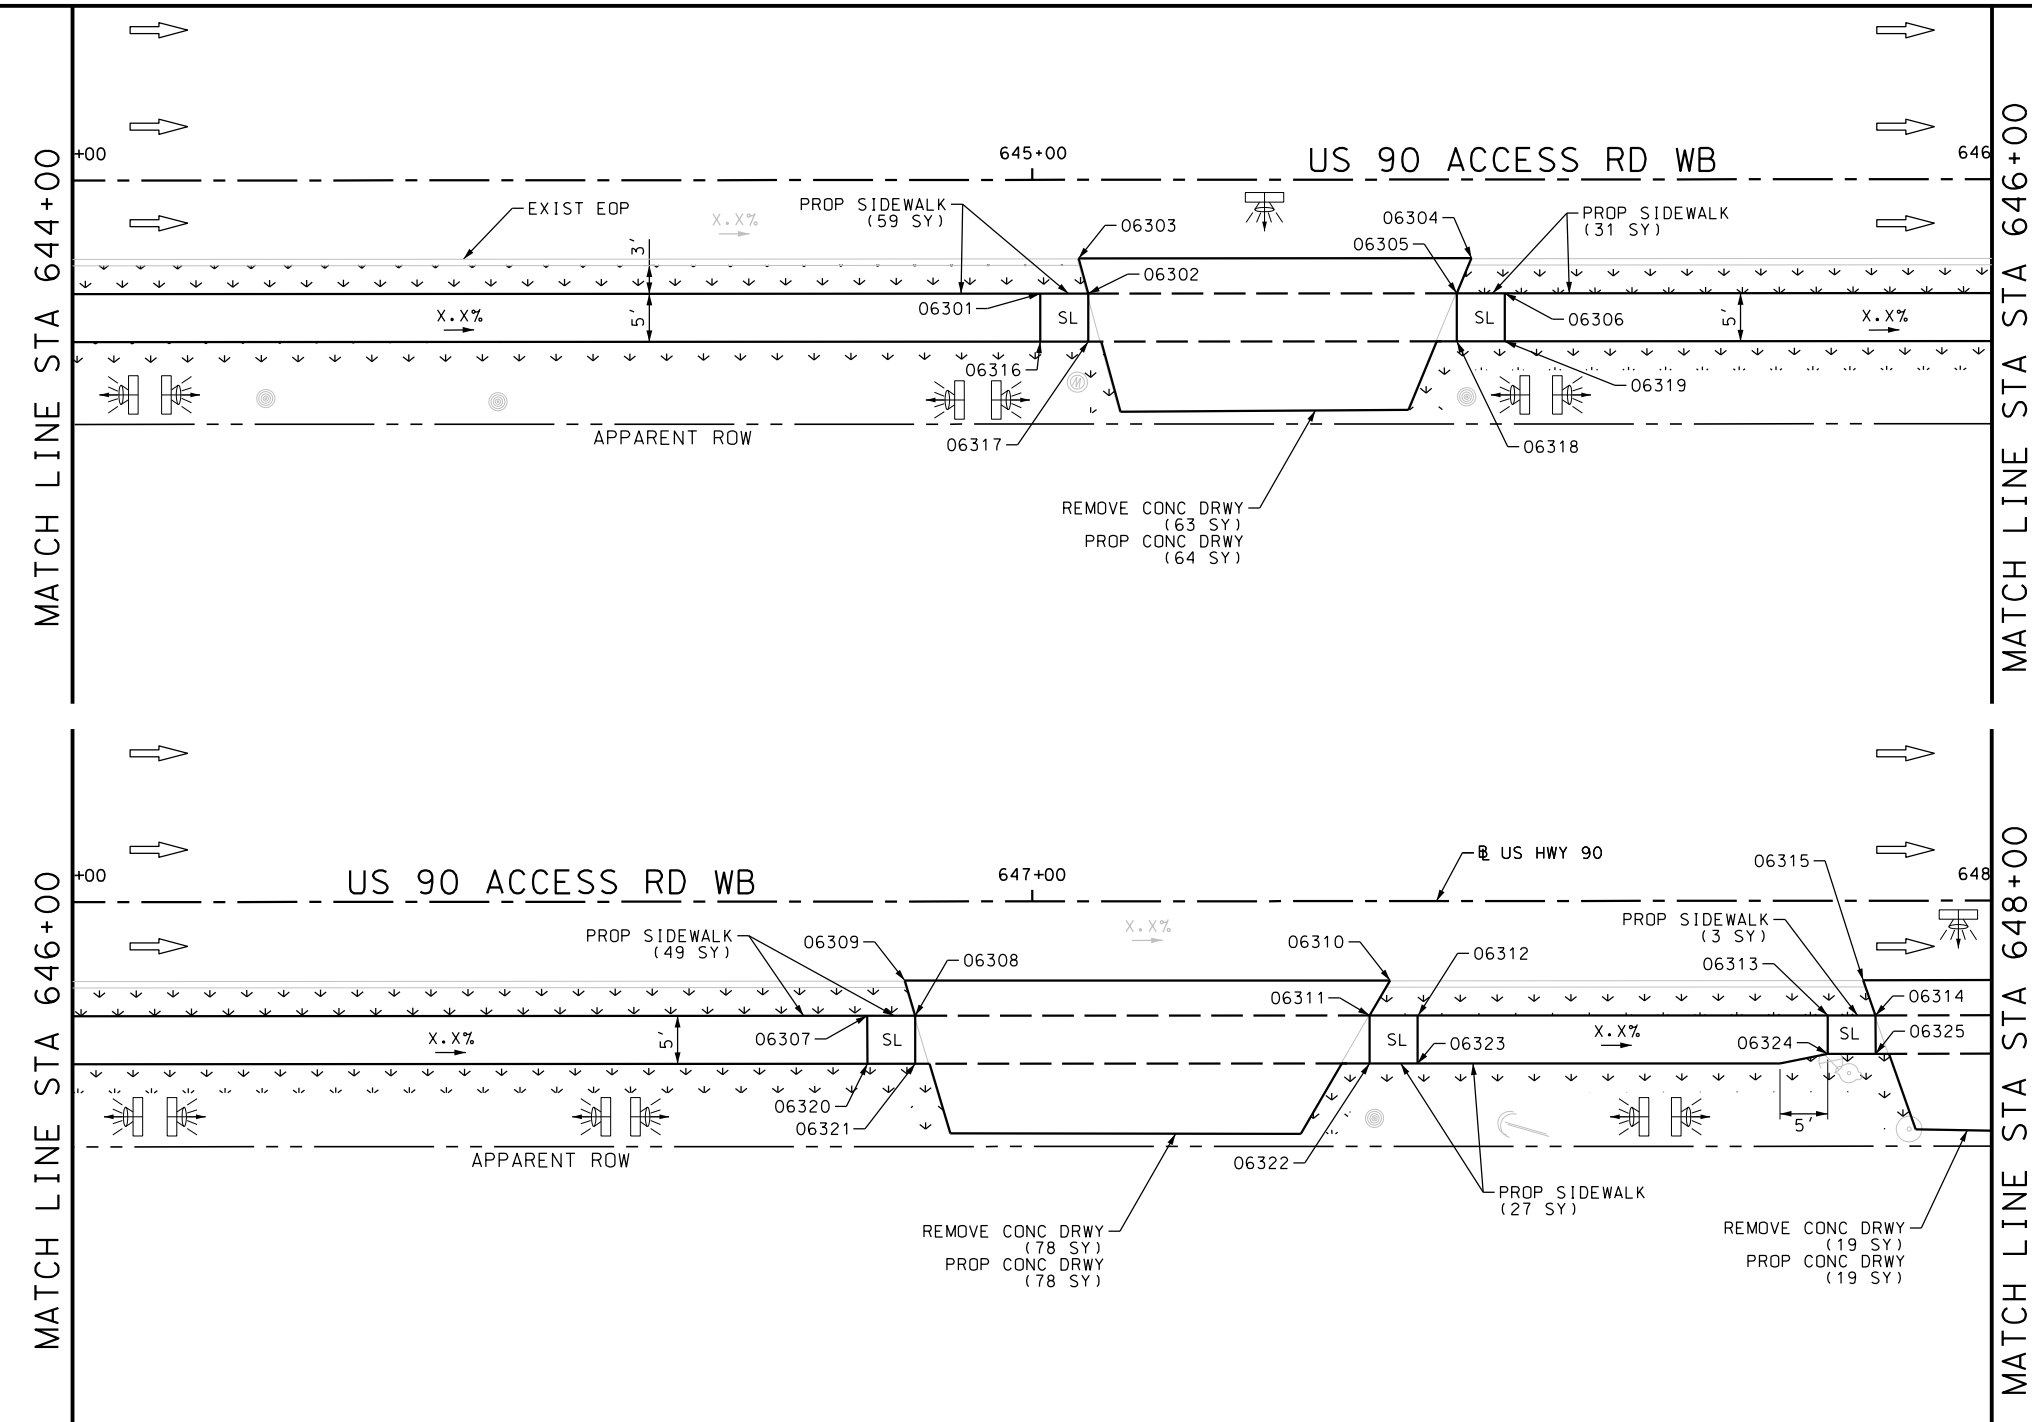 MATCH LINE STA 644+00
+00
645+00
US 90 ACCESS RD WB
646
MATCH LINE STA STA 646+00
EXIST EOP
X.X%
PROP SIDEWALK
(59 SY)
06303
06304
PROP SIDEWALK
(31 SY)
06305
3'
06302
06301
X.X%
5'
SL
SL
06306
5'
X.X%
06316
06319
APPARENT ROW
06317
06318
REMOVE CONC DRWY
(63 SY)
PROP CONC DRWY
(64 SY)
MATCH LINE STA 646+00
+00
US 90 ACCESS RD WB
647+00
B US HWY 90
06315
648
MATCH LINE STA STA 648+00
PROP SIDEWALK
(49 SY)
06309
06308
X.X%
06310
06312
PROP SIDEWALK
(3 SY)
06313
06311
06314
X.X%
5'
06307
SL
SL
06323
X.X%
06324
SL
06325
06320
06321
5'
APPARENT ROW
06322
PROP SIDEWALK
(27 SY)
REMOVE CONC DRWY
(78 SY)
PROP CONC DRWY
(78 SY)
REMOVE CONC DRWY
(19 SY)
PROP CONC DRWY
(19 SY)